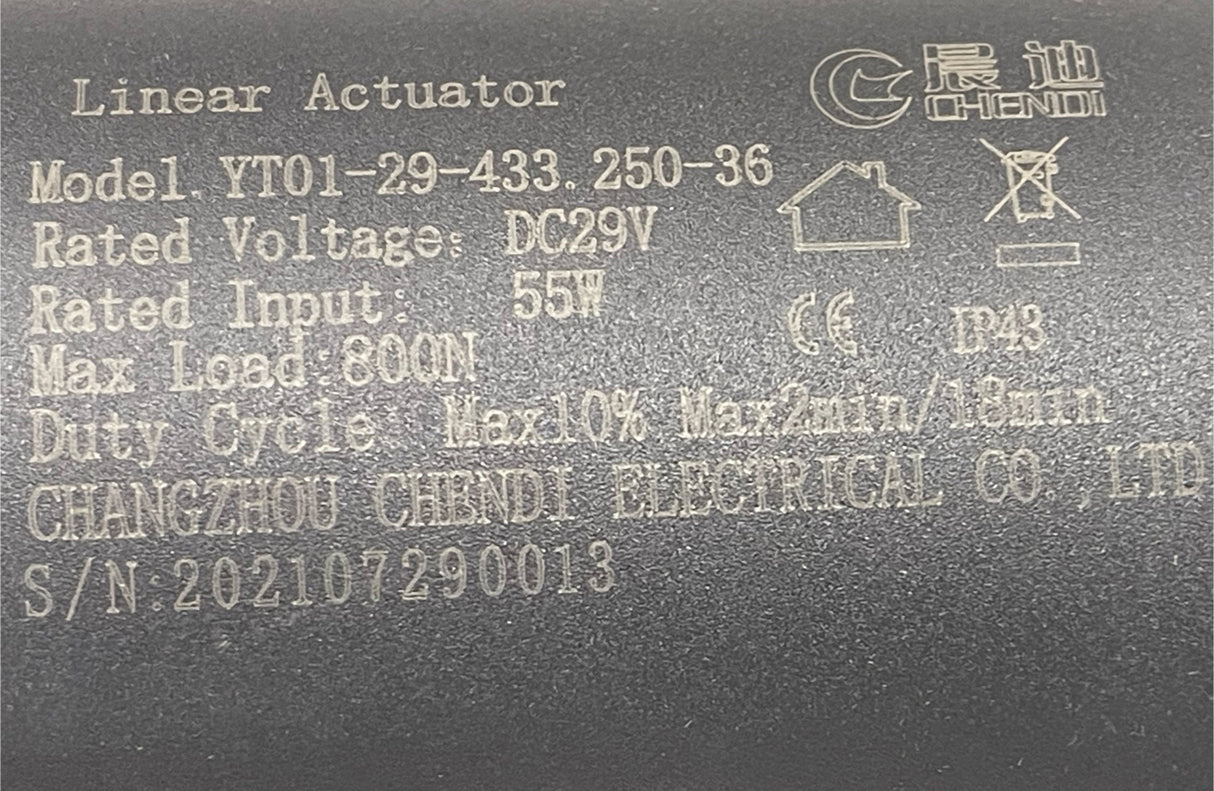 Linear Actuator
晨迪
CHENDI
Model. YT01-29-433.250-36
Rated Voltage: DC29V
Rated Input: 55W
CE IP43
Max Load:800N
Duty Cycle Max10% Max2min/18min
CHANGZHOU CHENDI ELECTRICAL CO.,LTD
S/N:202107290013